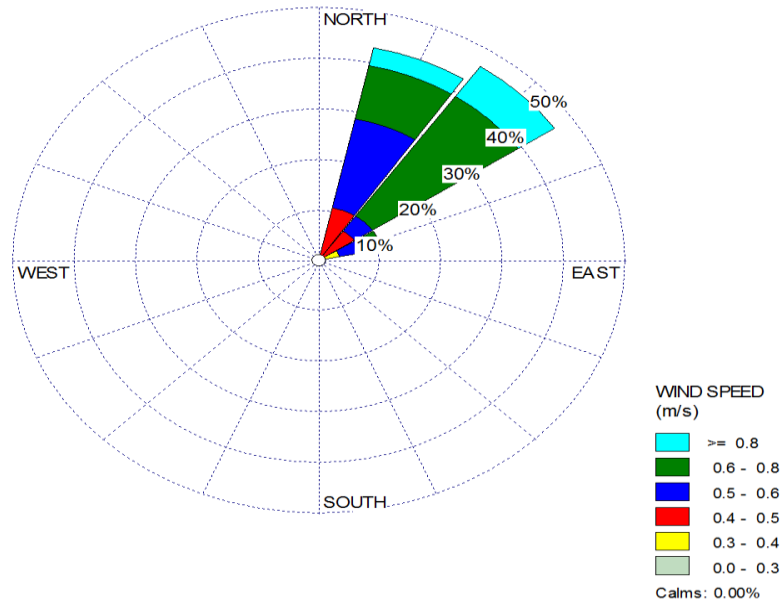 NORTH
50%
40%
30%
20%
10%
WEST
EAST
SOUTH
WIND SPEED
(m/s)
>= 0.8
0.6 - 0.8
0.5 - 0.6
0.4 - 0.5
0.3 - 0.4
0.0 - 0.3
Calms: 0.00%